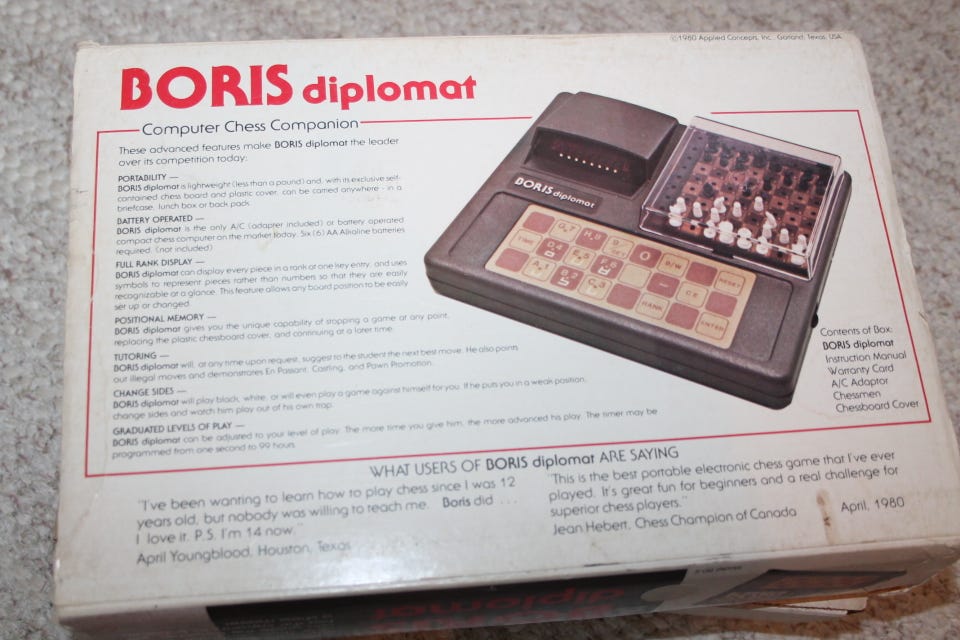 ©1980 Applied Concepts, Inc., Garland, Texas, USA
BORIS diplomat
Computer Chess Companion
These advanced features make BORIS diplomat the leader
over its competition today:
PORTABILITY —
BORIS diplomat is lightweight (less than a pound) and, with its exclusive self-
contained chess board and plastic cover, can be carried anywhere - in a
briefcase, lunch box or back pack.
BATTERY OPERATED —
BORIS diplomat is the only A/C (adapter included) or battery operated
compact chess computer on the market today. Six (6) AA Alkaline batteries
required. (not included)
FULL RANK DISPLAY —
BORIS diplomat can display every piece in a rank at one key entry, and uses
symbols to represent pieces rather than numbers so that they are easily
recognizable at a glance. This feature allows any board position to be easily
set up or changed.
POSITIONAL MEMORY —
BORIS diplomat gives you the unique capability of stopping a game at any point,
replacing the plastic chessboard cover, and continuing at a later time.
TUTORING —
BORIS diplomat will, at any time upon request, suggest to the student the next best move. He also points
out illegal moves and demonstrates En Passant, Castling, and Pawn Promotion.
CHANGE SIDES —
BORIS diplomat will play black, white, or will even play a game against himself for you. If he puts you in a weak position,
change sides and watch him play out of his own trap.
GRADUATED LEVELS OF PLAY —
BORIS diplomat can be adjusted to your level of play. The more time you give him, the more advanced his play. The timer may be
programmed from one second to 99 hours.
BORIS diplomat
TIME
B/W
RESET
RANK
C E
ENTER
Contents of Box:
BORIS diplomat
Instruction Manual
Warranty Card
A/C Adaptor
Chessmen
Chessboard Cover
WHAT USERS OF BORIS diplomat ARE SAYING
"I've been wanting to learn how to play chess since I was 12
years old, but nobody was willing to teach me. Boris did . . .
I love it. P.S. I'm 14 now."
April Youngblood, Houston, Texas
"This is the best portable electronic chess game that I've ever
played. It's great fun for beginners and a real challenge for
superior chess players."
Jean Hebert, Chess Champion of Canada
April, 1980
diplomat